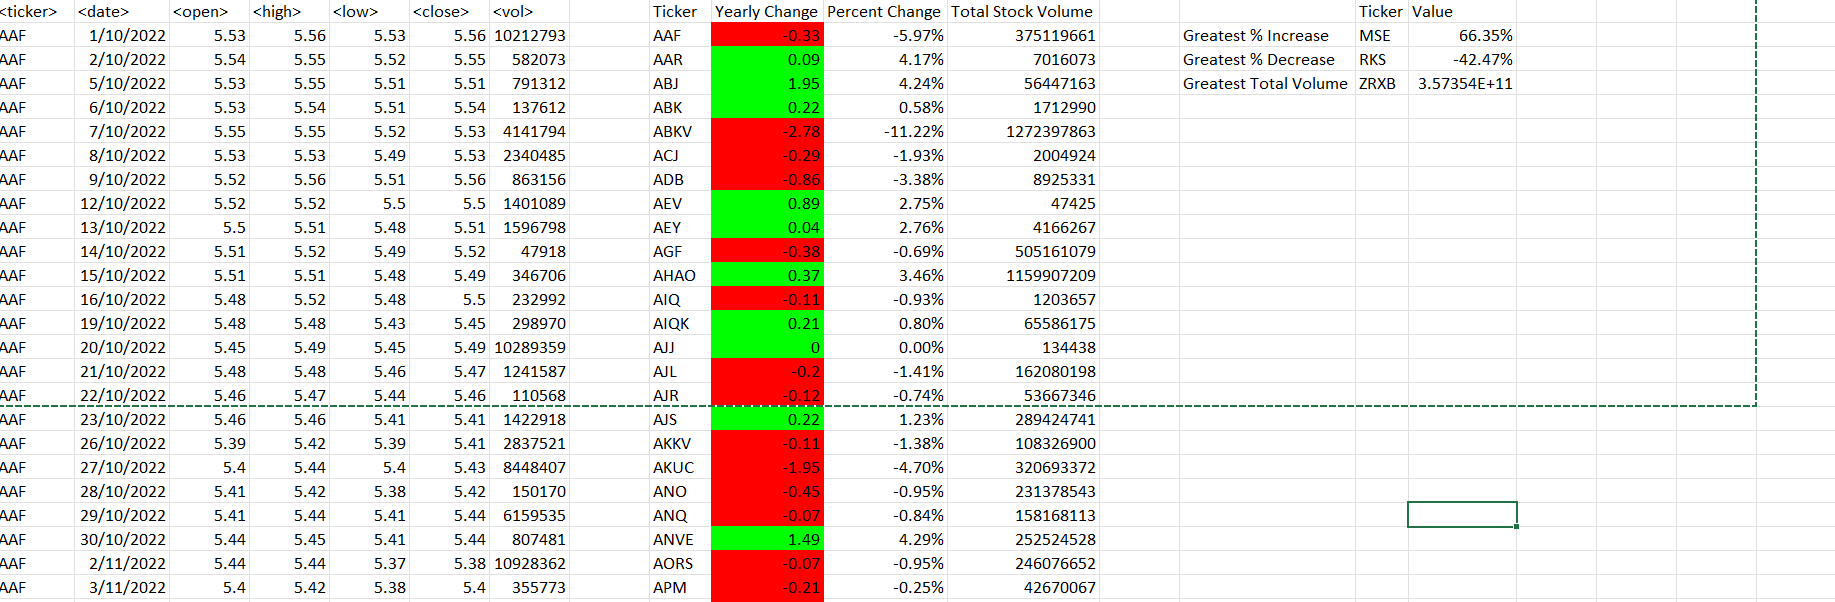 <ticker> <date> <open> <high> <low> <close> <vol> Ticker Yearly Change Percent Change Total Stock Volume Ticker Value
AAF 1/10/2022 5.53 5.56 5.53 5.56 10212793 AAF -0.33 -5.97% 375119661 Greatest % Increase MSE 66.35%
AAF 2/10/2022 5.54 5.55 5.52 5.55 582073 AAR 0.09 4.17% 7016073 Greatest % Decrease RKS -42.47%
AAF 5/10/2022 5.53 5.55 5.51 5.51 791312 ABJ 1.95 4.24% 56447163 Greatest Total Volume ZRXB 3.57354E+11
AAF 6/10/2022 5.53 5.54 5.51 5.54 137612 ABK 0.22 0.58% 1712990
AAF 7/10/2022 5.55 5.55 5.52 5.53 4141794 ABKV -2.78 -11.22% 1272397863
AAF 8/10/2022 5.53 5.53 5.49 5.53 2340485 ACJ -0.29 -1.93% 2004924
AAF 9/10/2022 5.52 5.56 5.51 5.56 863156 ADB -0.86 -3.38% 8925331
AAF 12/10/2022 5.52 5.52 5.5 5.5 1401089 AEV 0.89 2.75% 47425
AAF 13/10/2022 5.5 5.51 5.48 5.51 1596798 AEY 0.04 2.76% 4166267
AAF 14/10/2022 5.51 5.52 5.49 5.52 47918 AGF -0.38 -0.69% 505161079
AAF 15/10/2022 5.51 5.51 5.48 5.49 346706 AHAO 0.37 3.46% 1159907209
AAF 16/10/2022 5.48 5.52 5.48 5.5 232992 AIQ -0.11 -0.93% 1203657
AAF 19/10/2022 5.48 5.48 5.43 5.45 298970 AIQK 0.21 0.80% 65586175
AAF 20/10/2022 5.45 5.49 5.45 5.49 10289359 AJJ 0 0.00% 134438
AAF 21/10/2022 5.48 5.48 5.46 5.47 1241587 AJL -0.2 -1.41% 162080198
AAF 22/10/2022 5.46 5.47 5.44 5.46 110568 AJR -0.12 -0.74% 53667346
AAF 23/10/2022 5.46 5.46 5.41 5.41 1422918 AJS 0.22 1.23% 289424741
AAF 26/10/2022 5.39 5.42 5.39 5.41 2837521 AKKV -0.11 -1.38% 108326900
AAF 27/10/2022 5.4 5.44 5.4 5.43 8448407 AKUC -1.95 -4.70% 320693372
AAF 28/10/2022 5.41 5.42 5.38 5.42 150170 ANO -0.45 -0.95% 231378543
AAF 29/10/2022 5.41 5.44 5.41 5.44 6159535 ANQ -0.07 -0.84% 158168113
AAF 30/10/2022 5.44 5.45 5.41 5.44 807481 ANVE 1.49 4.29% 252524528
AAF 2/11/2022 5.44 5.44 5.37 5.38 10928362 AORS -0.07 -0.95% 246076652
AAF 3/11/2022 5.4 5.42 5.38 5.4 355773 APM -0.21 -0.25% 42670067